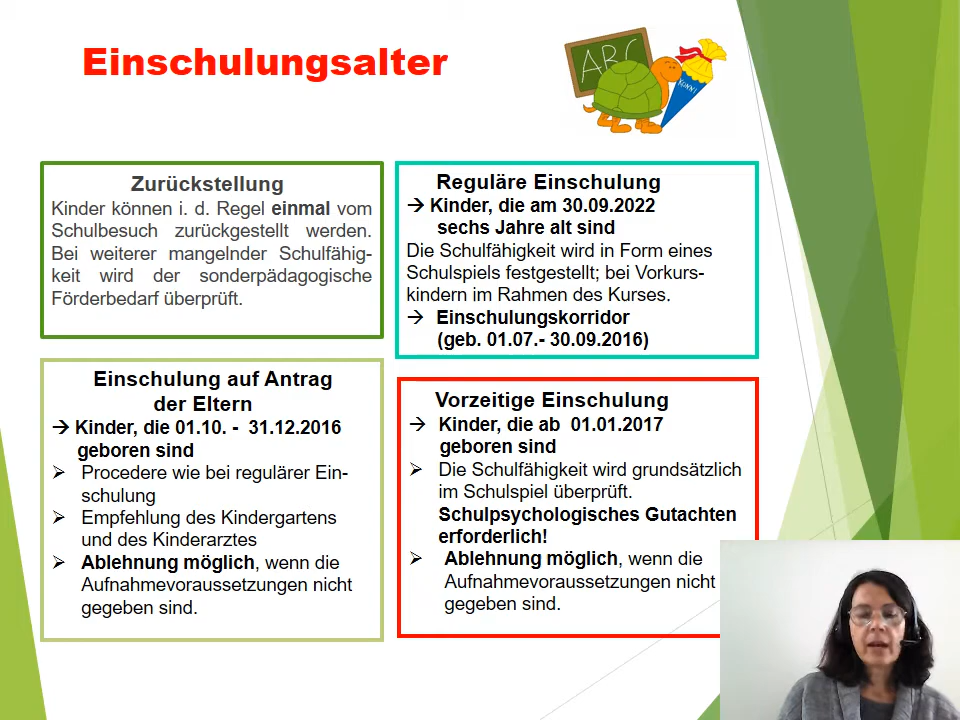 Einschulungsalter
ABC
Zurückstellung
Kinder können i. d. Regel einmal vom
Schulbesuch zurückgestellt werden.
Bei weiterer mangelnder Schulfähig-
keit wird der sonderpädagogische
Förderbedarf überprüft.
Reguläre Einschulung
→ Kinder, die am 30.09.2022
sechs Jahre alt sind
Die Schulfähigkeit wird in Form eines
Schulspiels festgestellt; bei Vorkurs-
kindern im Rahmen des Kurses.
→ Einschulungskorridor
(geb. 01.07.- 30.09.2016)
Einschulung auf Antrag
der Eltern
→ Kinder, die 01.10. - 31.12.2016
geboren sind
➢ Procedere wie bei regulärer Ein-
schulung
➢ Empfehlung des Kindergartens
und des Kinderarztes
➢ Ablehnung möglich, wenn die
Aufnahmevoraussetzungen nicht
gegeben sind.
Vorzeitige Einschulung
→ Kinder, die ab 01.01.2017
geboren sind
➢ Die Schulfähigkeit wird grundsätzlich
im Schulspiel überprüft.
Schulpsychologisches Gutachten
erforderlich!
➢ Ablehnung möglich, wenn die
Aufnahmevoraussetzungen nicht
gegeben sind.